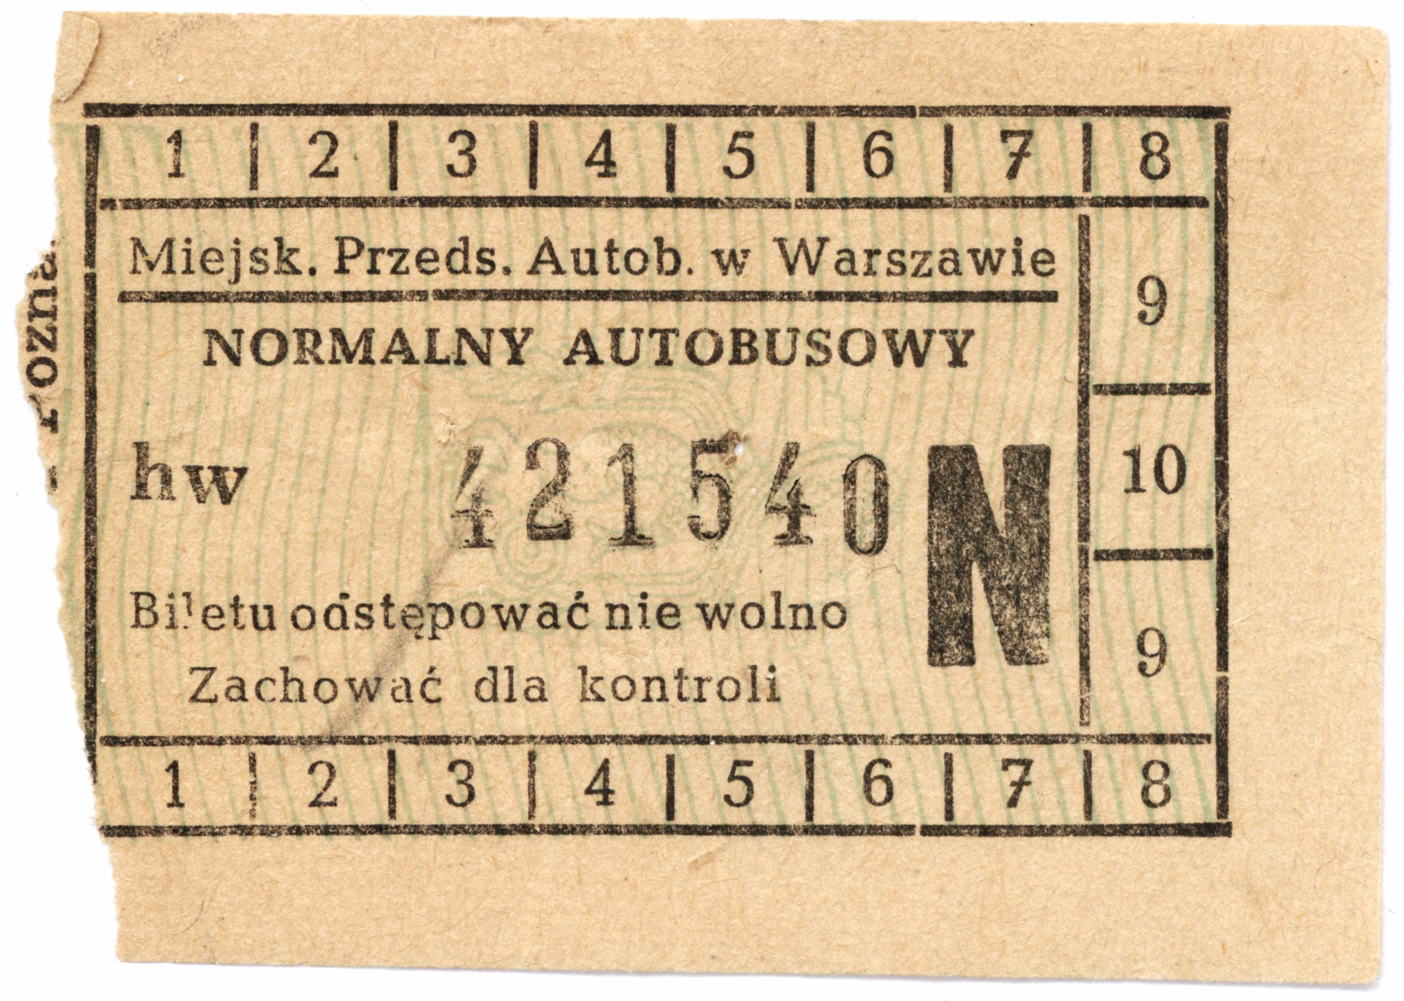 1 | 2 | 3 | 4 | 5 | 6 | 7 | 8
Miejsk. Przeds. Autob. w Warszawie
9
NORMALNY AUTOBUSOWY
hw 421540 N
10
Biletu odstępować nie wolno
9
Zachować dla kontroli
1 | 2 | 3 | 4 | 5 | 6 | 7 | 8